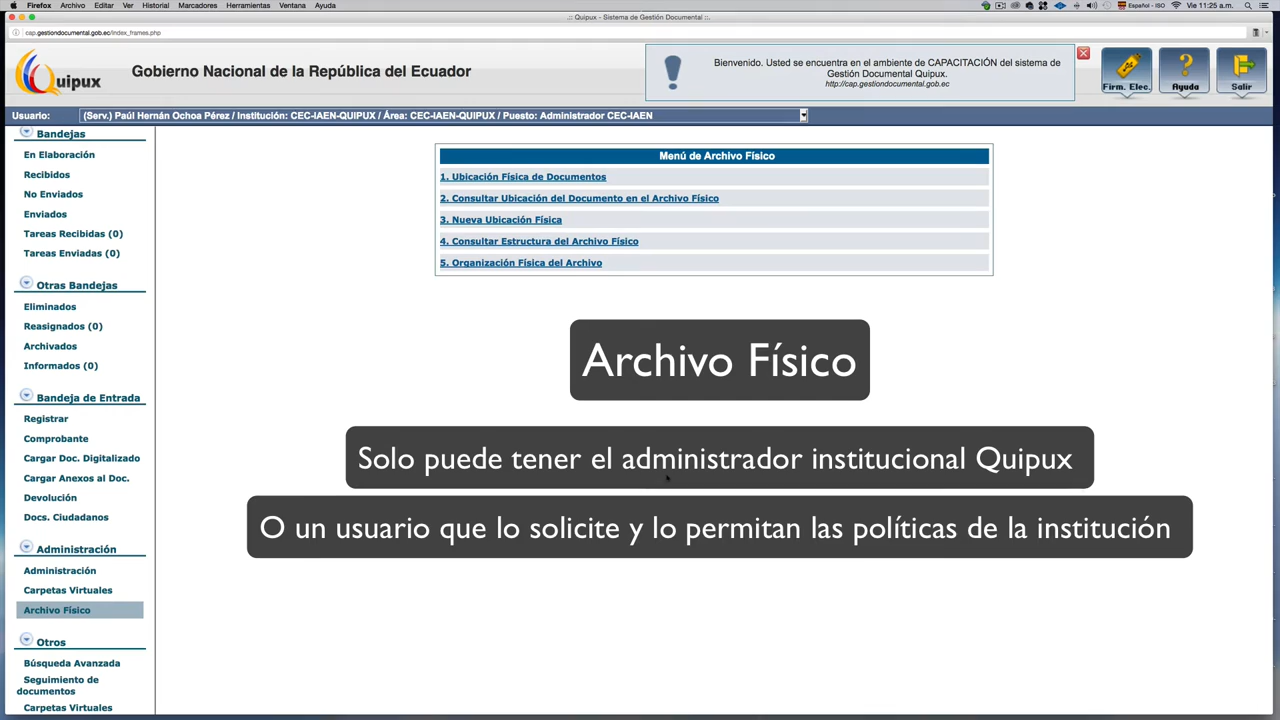 Firefox Archivo Editar Ver Historial Marcadores Herramientas Ventana Ayuda
Español - ISO Vie 11:25 a.m.
.:: Quipux - Sistema de Gestión Documental ::.
cap.gestiondocumental.gob.ec/index_frames.php
Quipux
Gobierno Nacional de la República del Ecuador
Bienvenido. Usted se encuentra en el ambiente de CAPACITACIÓN del sistema de
Gestión Documental Quipux.
http://cap.gestiondocumental.gob.ec
Firm. Elec.
Ayuda
Salir
Usuario: (Serv.) Paúl Hernán Ochoa Pérez / Institución: CEC-IAEN-QUIPUX / Área: CEC-IAEN-QUIPUX / Puesto: Administrador CEC-IAEN
Bandejas
En Elaboración
Recibidos
No Enviados
Enviados
Tareas Recibidas (0)
Tareas Enviadas (0)
Otras Bandejas
Eliminados
Reasignados (0)
Archivados
Informados (0)
Bandeja de Entrada
Registrar
Comprobante
Cargar Doc. Digitalizado
Cargar Anexos al Doc.
Devolución
Docs. Ciudadanos
Administración
Administración
Carpetas Virtuales
Archivo Físico
Otros
Búsqueda Avanzada
Seguimiento de
documentos
Carpetas Virtuales
Menú de Archivo Físico
1. Ubicación Física de Documentos
2. Consultar Ubicación del Documento en el Archivo Físico
3. Nueva Ubicación Física
4. Consultar Estructura del Archivo Físico
5. Organización Física del Archivo
Archivo Físico
Solo puede tener el administrador institucional Quipux
O un usuario que lo solicite y lo permitan las políticas de la institución